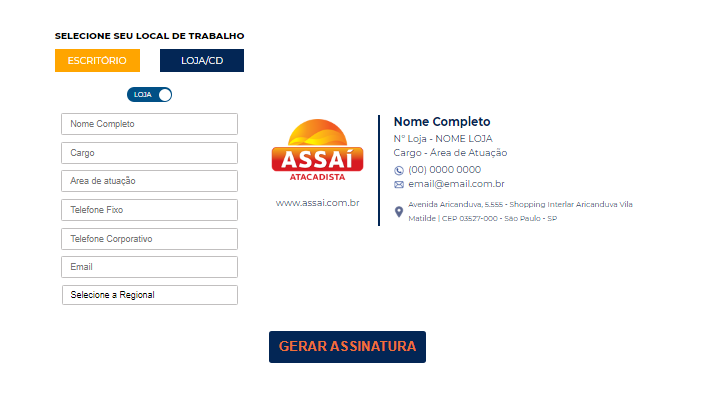 SELECIONE SEU LOCAL DE TRABALHO
ESCRITÓRIO
LOJA/CD
LOJA
Nome Completo
Cargo
Area de atuação
Telefone Fixo
Telefone Corporativo
Email
Selecione a Regional
ASSAÍ
ATACADISTA
www.assai.com.br
Nome Completo
Nº Loja - NOME LOJA
Cargo - Área de Atuação
(00) 0000 0000
email@email.com.br
Avenida Aricanduva, 5.555 - Shopping Interlar Aricanduva Vila
Matilde | CEP 03527-000 - São Paulo - SP
GERAR ASSINATURA